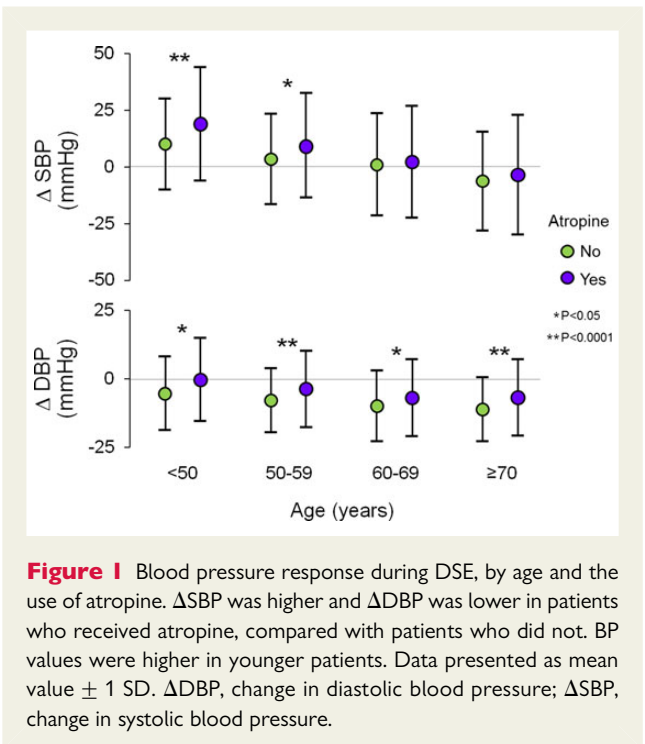 50
**
*
25
Δ SBP
(mmHg)
0
-25
Atropine
No
-50
Yes
25
*P<0.05
**P<0.0001
*
**
*
**
Δ DBP
(mmHg)
0
-25
<50
50-59
60-69
≥70
Age (years)
Figure 1 Blood pressure response during DSE, by age and the
use of atropine. ΔSBP was higher and ΔDBP was lower in patients
who received atropine, compared with patients who did not. BP
values were higher in younger patients. Data presented as mean
value ± 1 SD. ΔDBP, change in diastolic blood pressure; ΔSBP,
change in systolic blood pressure.